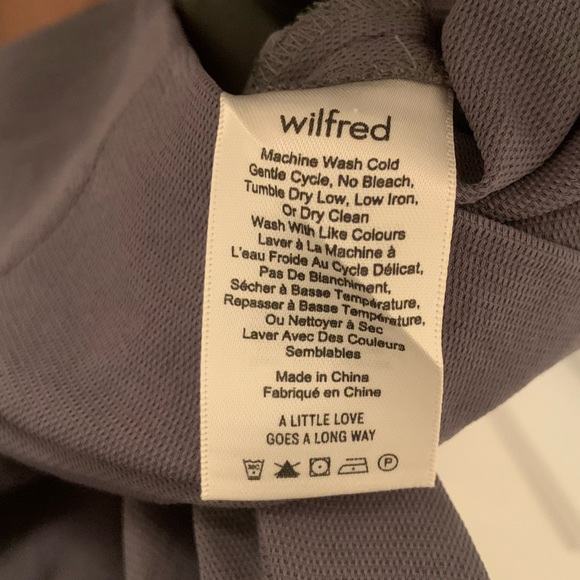 wilfred
Machine Wash Cold
Gentle Cycle, No Bleach,
Tumble Dry Low, Low Iron,
Or Dry Clean
Wash With Like Colours
Laver à La Machine à
L'eau Froide Au Cycle Délicat,
Pas De Blanchiment,
Sécher à Basse Température,
Repasser à Basse Température,
Ou Nettoyer à Sec
Laver Avec Des Couleurs
Semblables
Made in China
Fabriqué en Chine
A LITTLE LOVE
GOES A LONG WAY
30C P